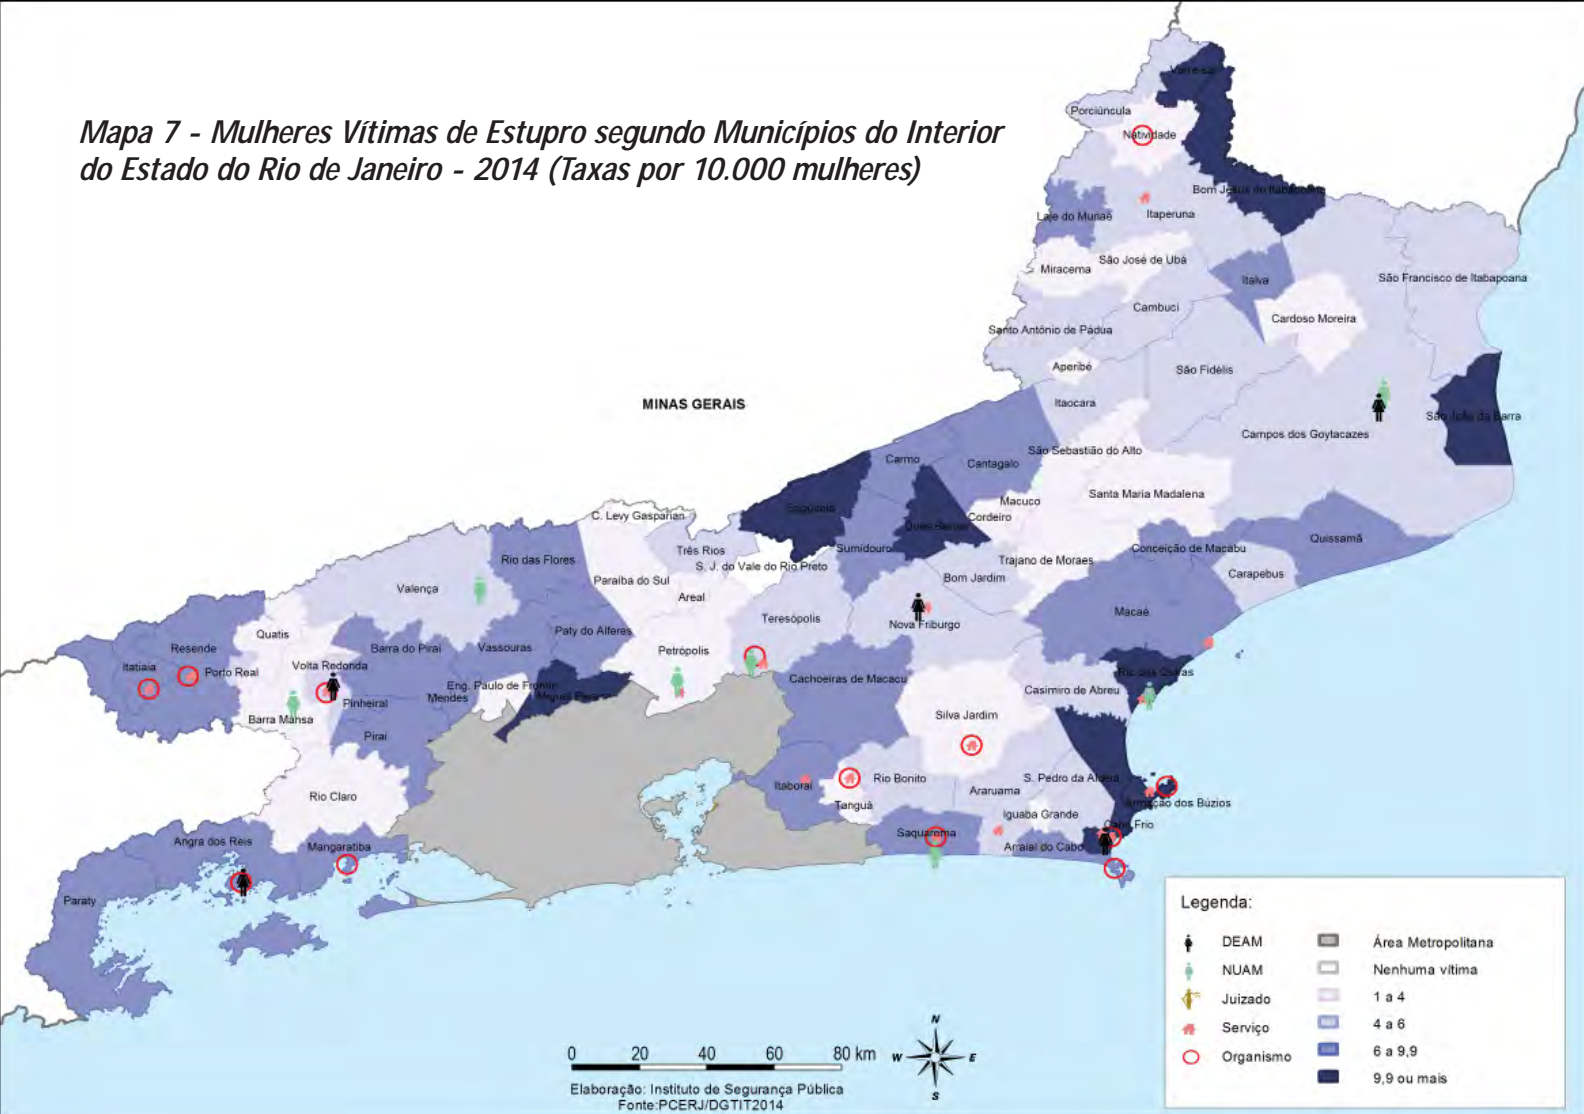 Mapa 7 - Mulheres Vítimas de Estupro segundo Municípios do Interior
do Estado do Rio de Janeiro - 2014 (Taxas por 10.000 mulheres)
Varre-Sai
Porciúncula
Natividade
Bom Jesus do Itabapoana
Laje do Muriaé
Itaperuna
São José de Ubá
Miracema
Italva
São Francisco de Itabapoana
Cambuci
Cardoso Moreira
Santo Antônio de Pádua
Aperibé
São Fidélis
Itaocara
MINAS GERAIS
São João da Barra
Campos dos Goytacazes
São Sebastião do Alto
Carmo
Cantagalo
Santa Maria Madalena
Macuco
Sapucaia
C. Levy Gasparian
Cordeiro
Duas Barras
Quissamã
Três Rios
Sumidouro
Conceição de Macabu
Rio das Flores
S. J. do Vale do Rio Preto
Trajano de Moraes
Carapebus
Paraíba do Sul
Bom Jardim
Valença
Areal
Macaé
Teresópolis
Nova Friburgo
Paty do Alferes
Quatis
Resende
Barra do Piraí
Vassouras
Petrópolis
Itatiaia
Porto Real
Volta Redonda
Rio das Ostras
Cachoeiras de Macacu
Eng. Paulo de Frontin
Miguel Pereira
Casimiro de Abreu
Mendes
Pinheiral
Barra Mansa
Silva Jardim
Piraí
Rio Bonito
S. Pedro da Aldeia
Itaboraí
Araruama
Rio Claro
Tanguá
Armação dos Búzios
Iguaba Grande
Cabo Frio
Saquarema
Angra dos Reis
Mangaratiba
Arraial do Cabo
Paraty
Legenda:
DEAM
NUAM
Juizado
Serviço
Organismo
Área Metropolitana
Nenhuma vítima
1 a 4
4 a 6
6 a 9,9
9,9 ou mais
N
W
E
S
0 20 40 60 80 km
Elaboração: Instituto de Segurança Pública
Fonte:PCERJ/DGTIT2014